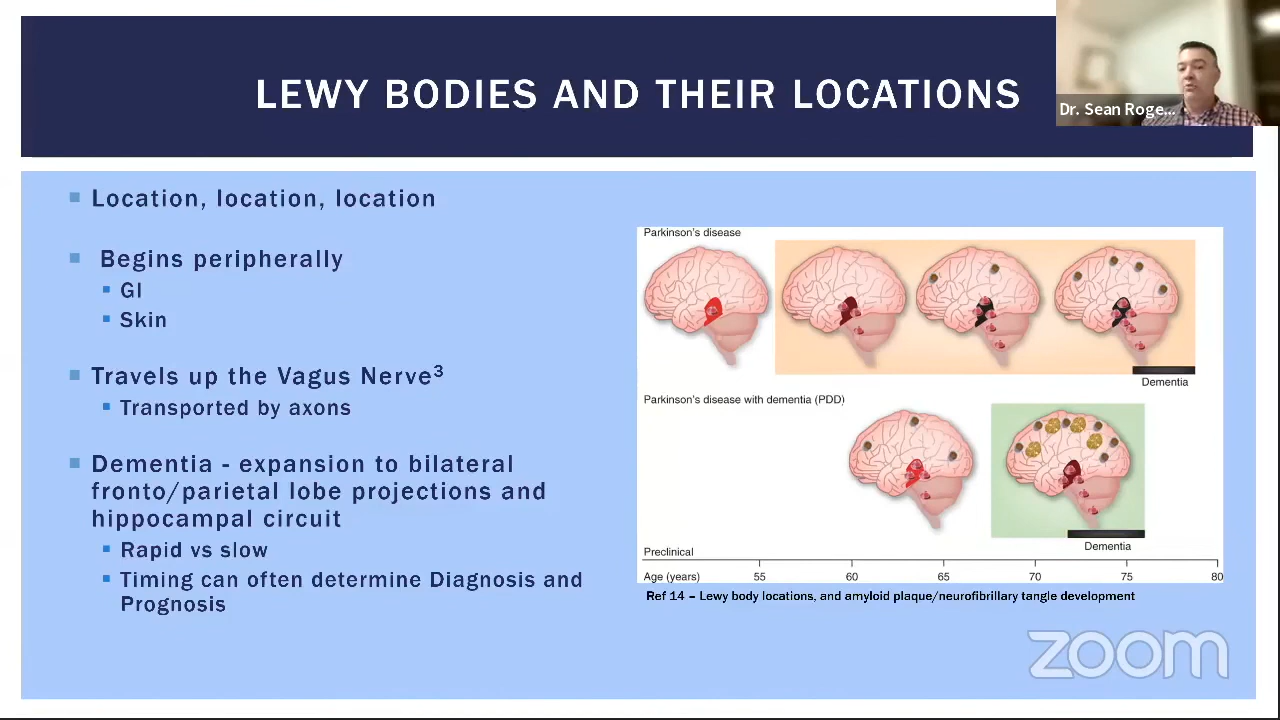 LEWY BODIES AND THEIR LOCATIONS
Dr. Sean Roge...
Location, location, location
Begins peripherally
GI
Skin
Travels up the Vagus Nerve³
Transported by axons
Dementia - expansion to bilateral
fronto/parietal lobe projections and
hippocampal circuit
Rapid vs slow
Timing can often determine Diagnosis and
Prognosis
Parkinson's disease
Dementia
Parkinson's disease with dementia (PDD)
Dementia
Preclinical
Age (years) 55 60 65 70 75 80
Ref 14 – Lewy body locations, and amyloid plaque/neurofibrillary tangle development
zoom